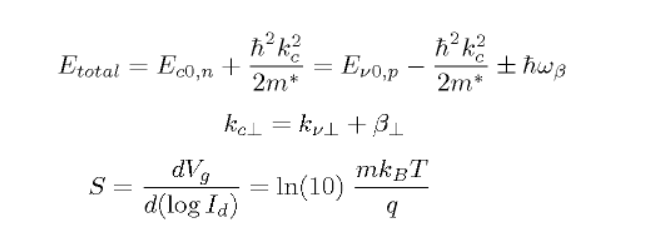 E_{total} = E_{c0,n} + \frac{\hbar^2 k_c^2}{2m^*} = E_{\nu 0,p} - \frac{\hbar^2 k_c^2}{2m^*} \pm \hbar\omega_\beta
k_{c\perp} = k_{\nu\perp} + \beta_\perp
S = \frac{dV_g}{d(\log I_d)} = \ln(10) \frac{mk_BT}{q}